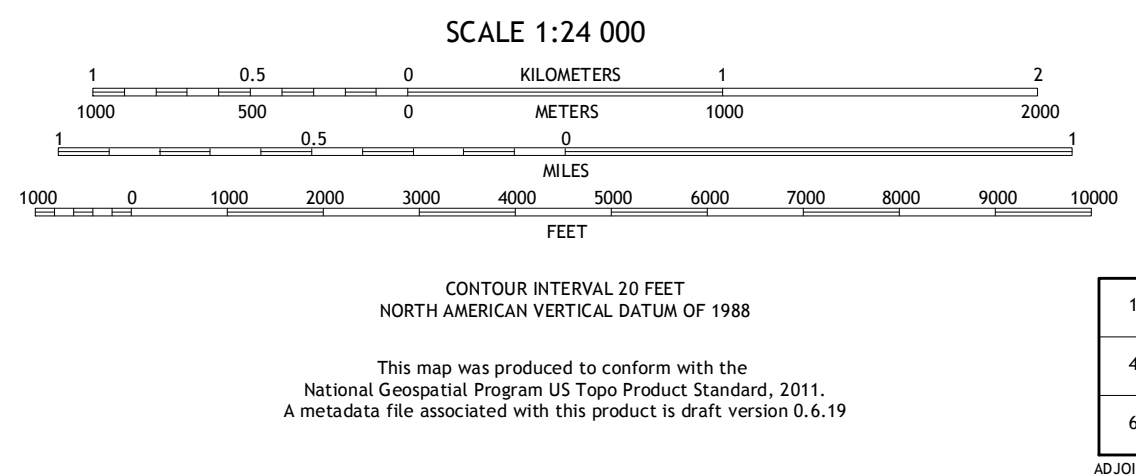 SCALE 1:24 000
1 0.5 0 KILOMETERS 1 2
1000 500 0 METERS 1000 2000
1 0.5 0 1
MILES
1000 0 1000 2000 3000 4000 5000 6000 7000 8000 9000 10000
FEET
CONTOUR INTERVAL 20 FEET
NORTH AMERICAN VERTICAL DATUM OF 1988
This map was produced to conform with the
National Geospatial Program US Topo Product Standard, 2011.
A metadata file associated with this product is draft version 0.6.19
1
4
6
ADJOI